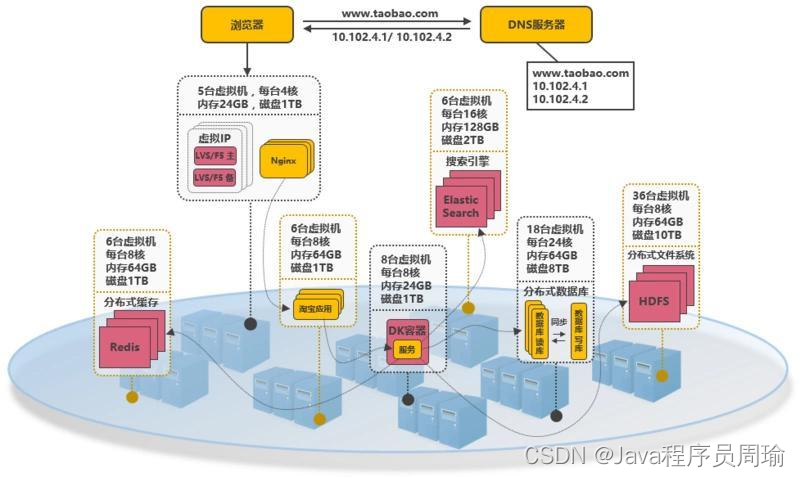 浏览器
www.taobao.com
10.102.4.1/ 10.102.4.2
DNS服务器
www.taobao.com
10.102.4.1
10.102.4.2
5台虚拟机，每台4核
内存24GB，磁盘1TB
虚拟IP
LVS/F5 主
LVS/F5 备
Nginx
6台虚拟机
每台16核
内存128GB
磁盘2TB
搜索引擎
Elastic
Search
6台虚拟机
每台8核
内存64GB
磁盘1TB
分布式缓存
Redis
6台虚拟机
每台8核
内存64GB
磁盘1TB
淘宝应用
8台虚拟机
每台8核
内存24GB
磁盘1TB
DK容器
服务
18台虚拟机
每台24核
内存64GB
磁盘8TB
分布式数据库
数据库读库
同步
数据库写库
36台虚拟机
每台8核
内存64GB
磁盘10TB
分布式文件系统
HDFS
CSDN @Java程序员周瑜